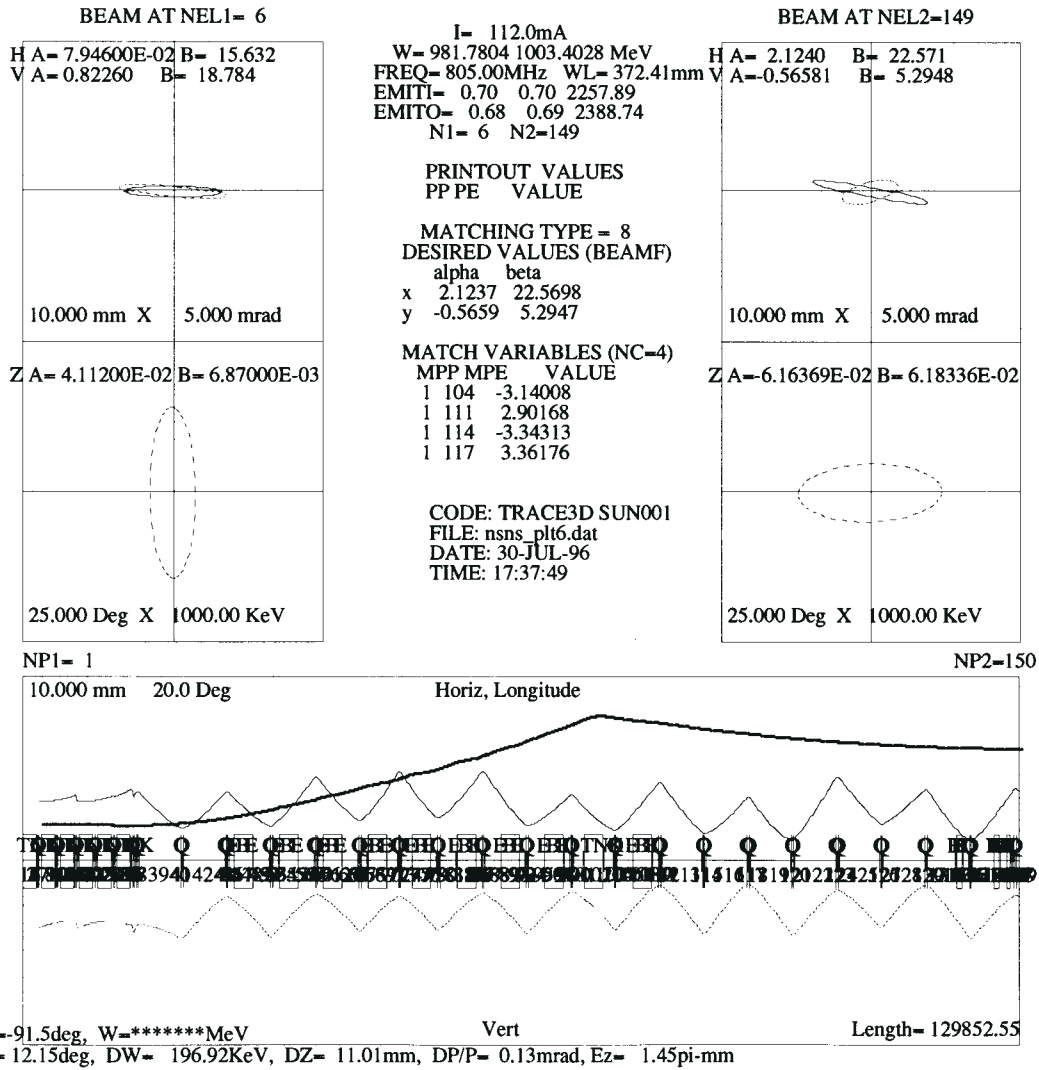 BEAM AT NEL1= 6
H A= 7.94600E-02 B= 15.632
V A= 0.82260 B= 18.784
10.000 mm X 5.000 mrad
Z A= 4.11200E-02 B= 6.87000E-03
25.000 Deg X 1000.00 KeV
NP1= 1
I= 112.0mA
W= 981.7804 1003.4028 MeV
FREQ= 805.00MHz WL= 372.41mm
EMITI= 0.70 0.70 2257.89
EMITO= 0.68 0.69 2388.74
N1= 6 N2=149
PRINTOUT VALUES
PP PE VALUE
MATCHING TYPE = 8
DESIRED VALUES (BEAMF)
alpha beta
x 2.1237 22.5698
y -0.5659 5.2947
MATCH VARIABLES (NC=4)
MPP MPE VALUE
1 104 -3.14008
1 111 2.90168
1 114 -3.34313
1 117 3.36176
CODE: TRACE3D SUN001
FILE: nsns_plt6.dat
DATE: 30-JUL-96
TIME: 17:37:49
BEAM AT NEL2=149
H A= 2.1240 B= 22.571
V A=-0.56581 B= 5.2948
10.000 mm X 5.000 mrad
Z A=-6.16369E-02 B= 6.18336E-02
25.000 Deg X 1000.00 KeV
NP2=150
10.000 mm 20.0 Deg Horiz, Longitude
Vert Length= 129852.55
=-91.5deg, W=*******MeV
= 12.15deg, DW= 196.92KeV, DZ= 11.01mm, DP/P= 0.13mrad, Ez= 1.45pi-mm